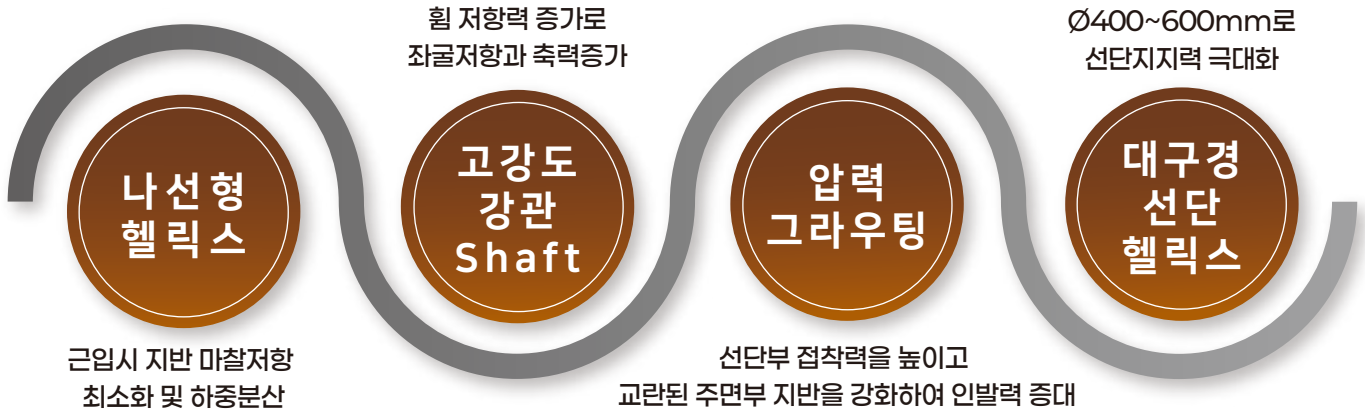 나선형
헬릭스
근입시 지반 마찰저항
최소화 및 하중분산
휨 저항력 증가로
좌굴저항과 축력증가
고강도
강관
Shaft
압력
그라우팅
선단부 접착력을 높이고
교란된 주면부 지반을 강화하여 인발력 증대
Ø400~600mm로
선단지지력 극대화
대구경
선단
헬릭스